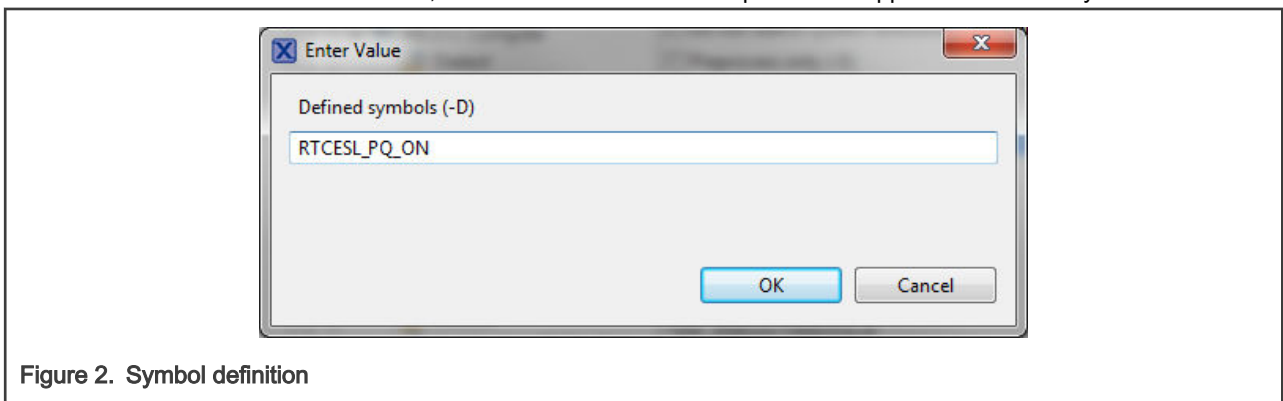 Enter Value
Defined symbols (-D)
RTCESL_PQ_ON
OK Cancel
Figure 2. Symbol definition